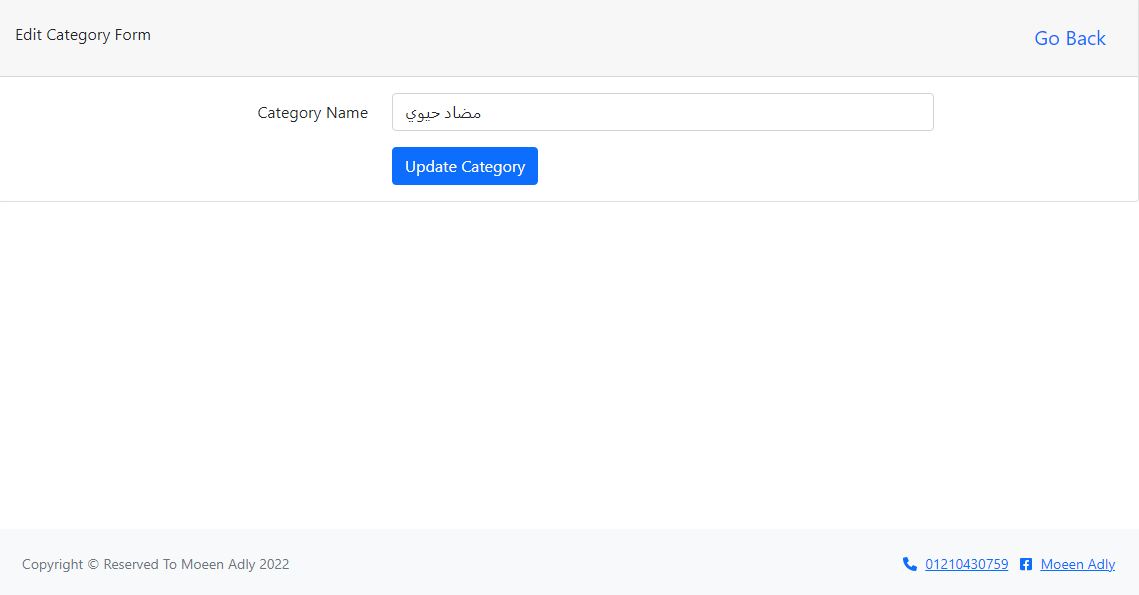 Edit Category Form
Go Back
Category Name
مضاد حيوي
Update Category
Copyright © Reserved To Moeen Adly 2022
01210430759 Moeen Adly